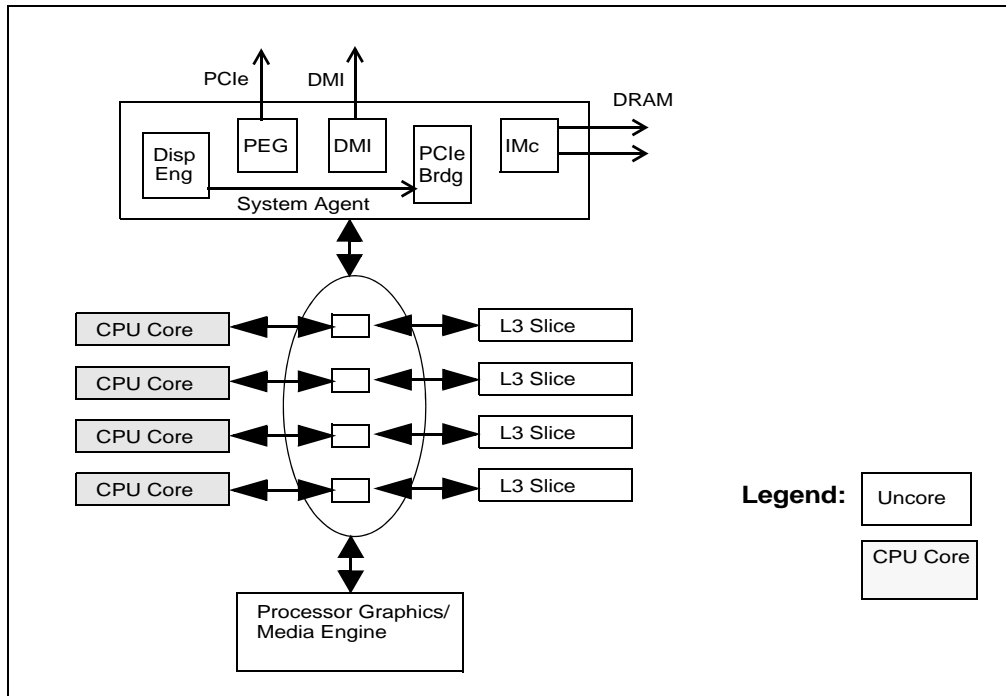 PCIe
DMI
DRAM
Disp
Eng
PEG
DMI
PCIe
Brdg
IMc
System Agent
CPU Core
L3 Slice
CPU Core
L3 Slice
CPU Core
L3 Slice
CPU Core
L3 Slice
Legend:
Uncore
CPU Core
Processor Graphics/
Media Engine